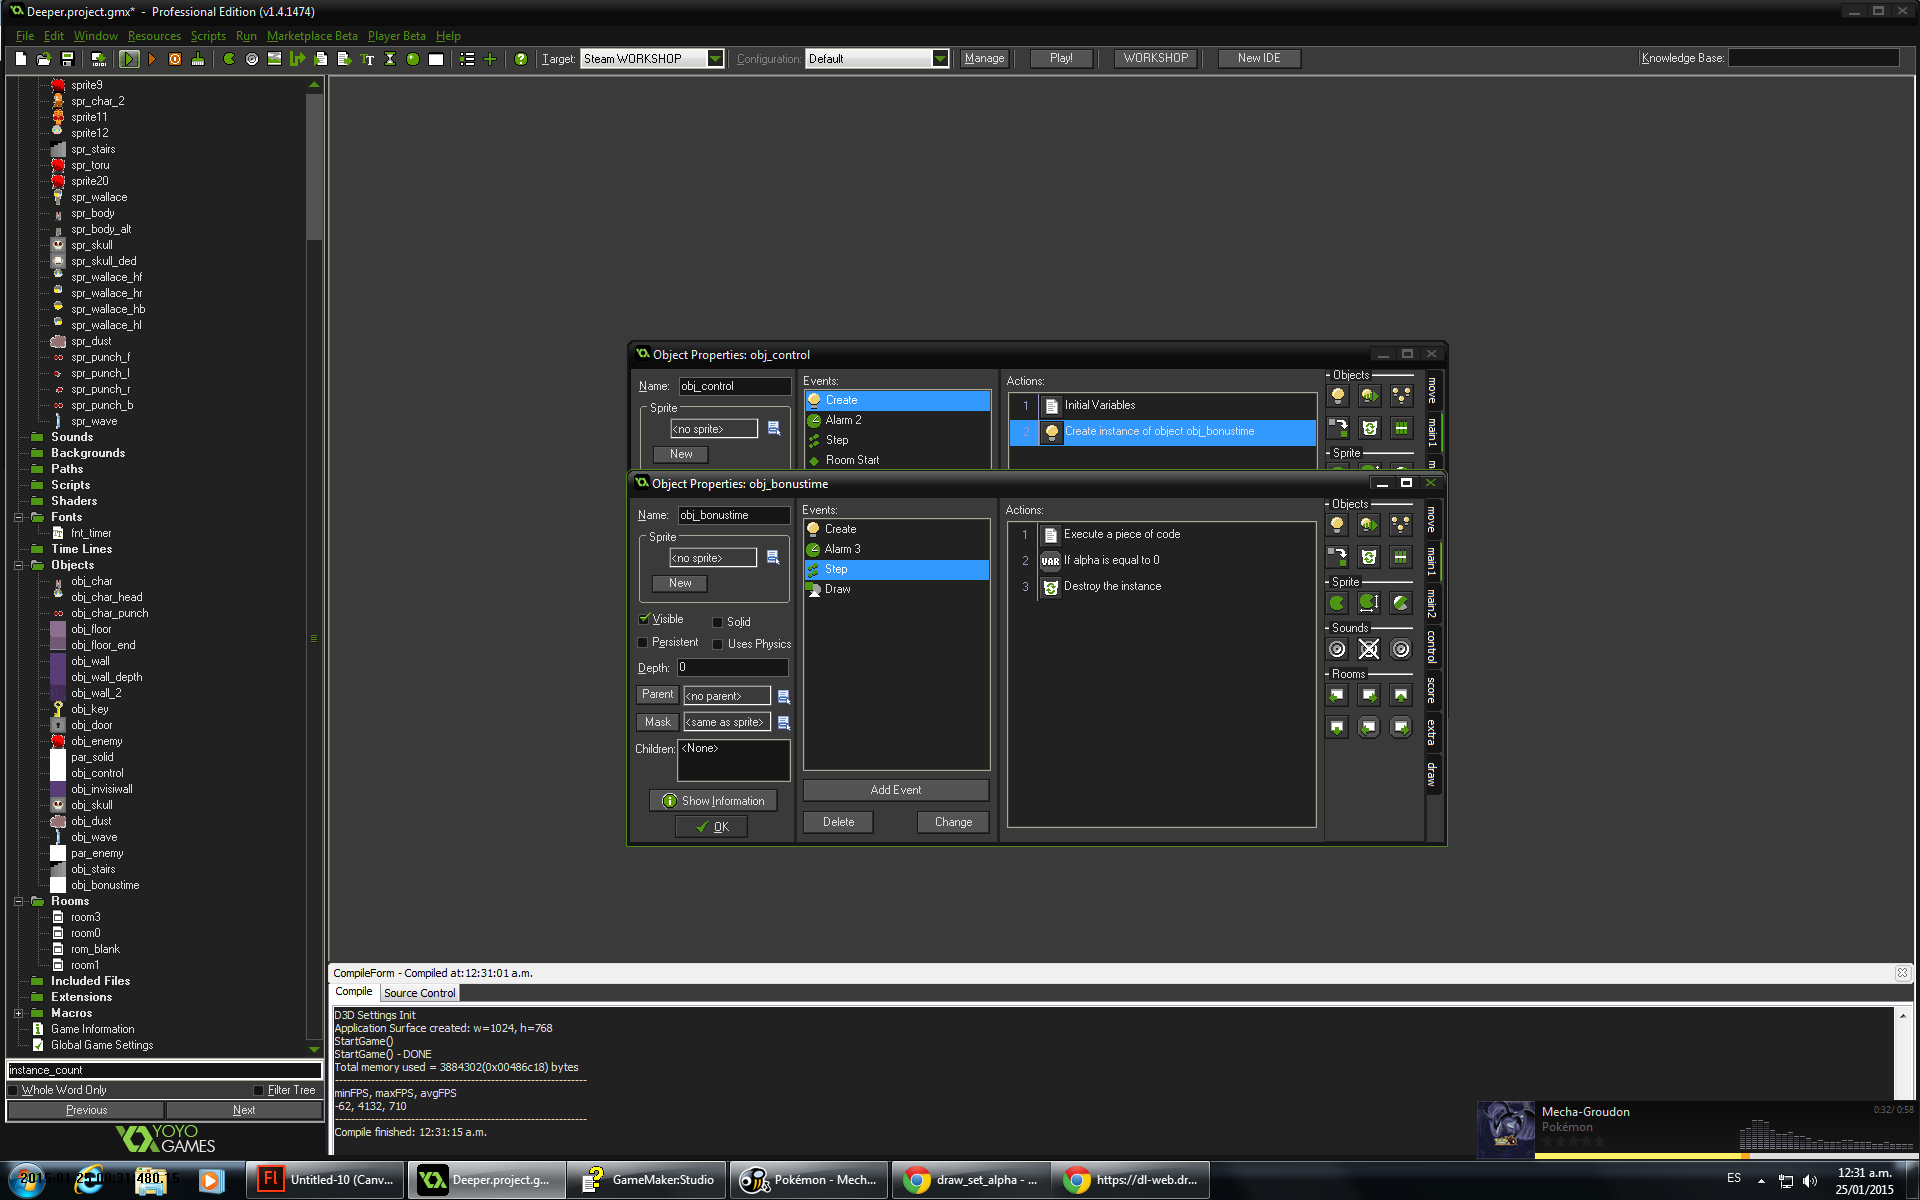 Deeper.project.gmx* - Professional Edition (v1.4.1474)
File Edit Window Resources Scripts Run Marketplace Beta Player Beta Help
Target: Steam WORKSHOP Configuration: Default Manage Play! WORKSHOP New IDE Knowledge Base:
sprite9
spr_char_2
sprite11
sprite12
spr_stairs
spr_toru
sprite20
spr_wallace
spr_body
spr_body_alt
spr_skull
spr_skull_ded
spr_wallace_hf
spr_wallace_hr
spr_wallace_hb
spr_wallace_hl
spr_dust
spr_punch_f
spr_punch_l
spr_punch_r
spr_punch_b
spr_wave
Sounds
Backgrounds
Paths
Scripts
Shaders
Fonts
fnt_timer
Time Lines
Objects
obj_char
obj_char_head
obj_char_punch
obj_floor
obj_floor_end
obj_wall
obj_wall_depth
obj_wall_2
obj_key
obj_door
obj_enemy
par_solid
obj_control
obj_invisiwall
obj_skull
obj_dust
obj_wave
par_enemy
obj_stairs
obj_bonustime
Rooms
room3
room0
rom_blank
room1
Included Files
Extensions
Macros
Game Information
Global Game Settings
instance_count
Whole Word Only Filter Tree
Previous Next
YOYO GAMES
Object Properties: obj_control
Name: obj_control
Sprite
<no sprite>
New
Events:
Create
Alarm 2
Step
Room Start
Actions:
1 Initial Variables
2 Create instance of object obj_bonustime
Objects
Sprite
move
main1
Object Properties: obj_bonustime
Name: obj_bonustime
Sprite
<no sprite>
New
Visible Solid
Persistent Uses Physics
Depth: 0
Parent <no parent>
Mask <same as sprite>
Children: <None>
Show Information
OK
Events:
Create
Alarm 3
Step
Draw
Add Event
Delete Change
Actions:
1 Execute a piece of code
2 VAR If alpha is equal to 0
3 Destroy the instance
Objects
Sprite
Sounds
Rooms
move
main1
main2
control
score
extra
draw
CompileForm - Compiled at:12:31:01 a.m.
Compile Source Control
D3D Settings Init
Application Surface created: w=1024, h=768
StartGame()
StartGame() - DONE
Total memory used = 3884302(0x00486c18) bytes
minFPS, maxFPS, avgFPS
-62, 4132, 710
Compile finished: 12:31:15 a.m.
Mecha-Groudon
Pokémon
0:32/ 0:58
Fl Untitled-10 (Canv...
Deeper.project.g...
GameMaker:Studio
Pokémon - Mech...
draw_set_alpha - ...
https://dl-web.dr...
ES
12:31 a.m.
25/01/2015